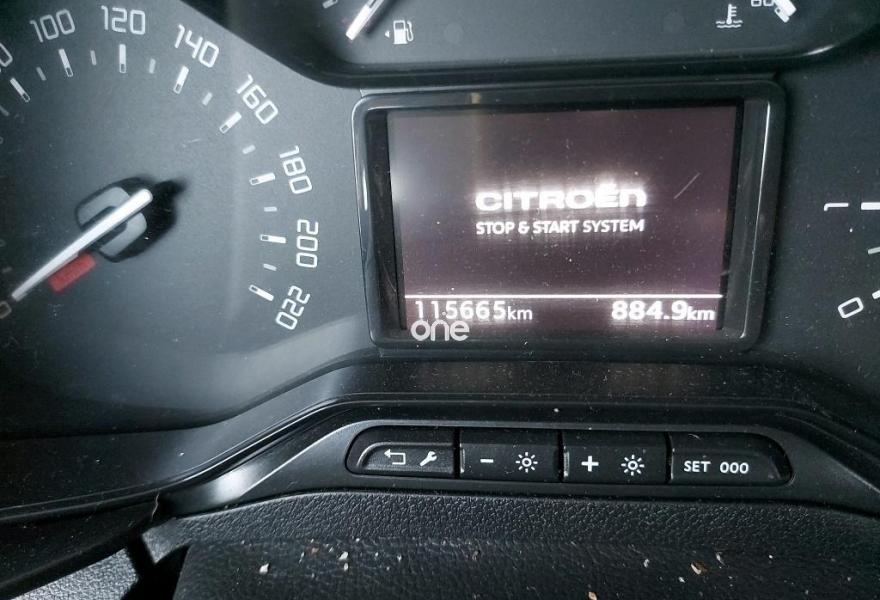 100
120
140
160
180
200
220
CITROËn
STOP & START SYSTEM
115665km
884.9km
one
0
SET 000